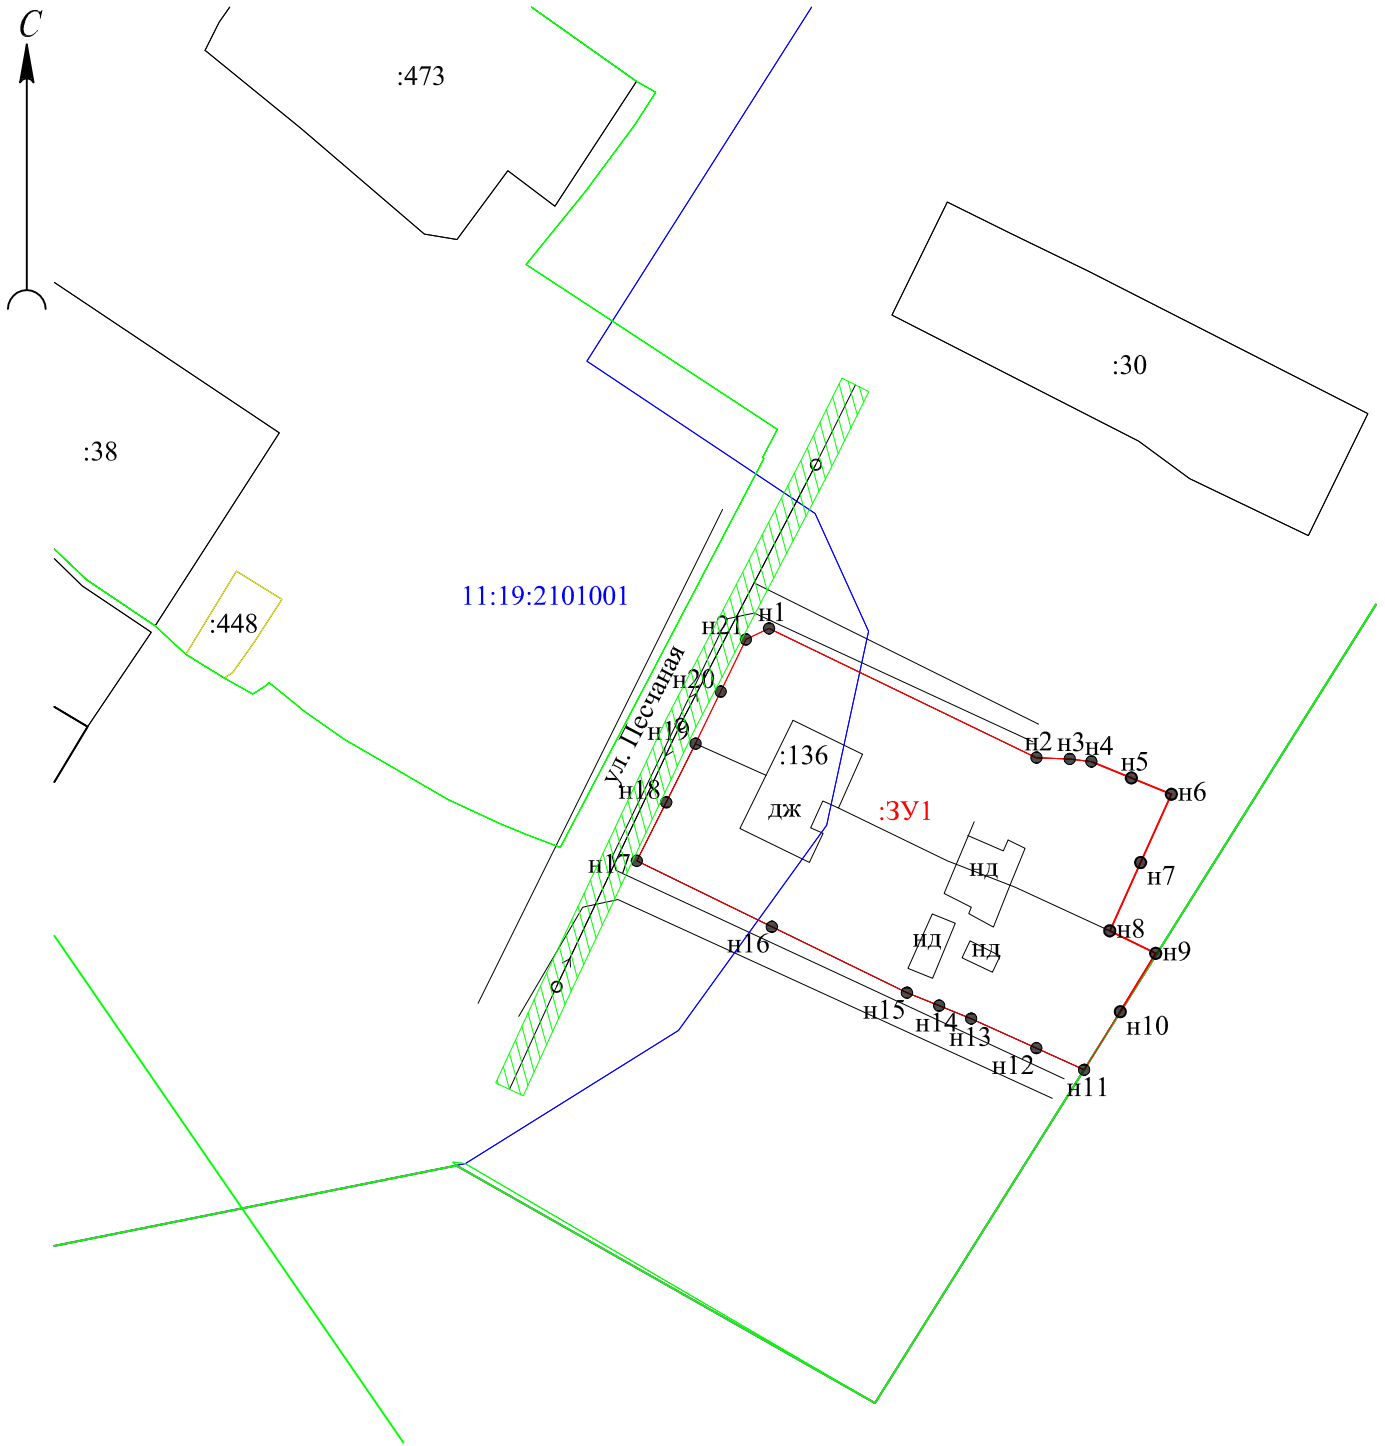 С
:473
:30
:38
11:19:2101001
:448
н1
н21
ул. Песчаная
н20
н19
н2
н3
н4
н5
н6
:136
дж
:ЗУ1
н18
н17
н7
нд
н8
н9
нд
нд
н16
н15
н14
н13
н12
н10
н11